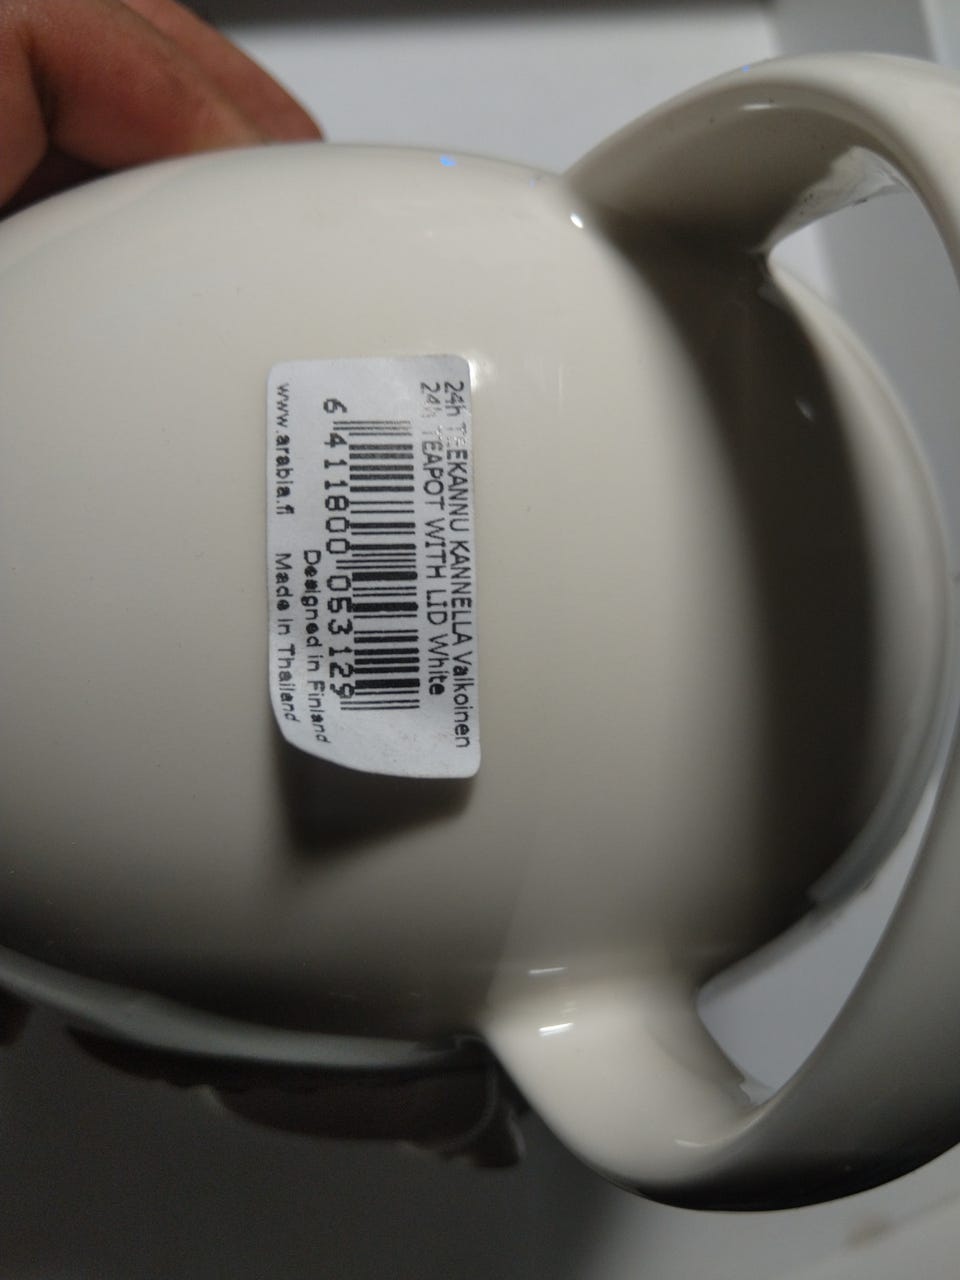 24h TEEKANNU KANNELLA Valkoinen
24h TEAPOT WITH LID White
6 411800 053129
Designed in Finland
www.arabia.fi Made in Thailand